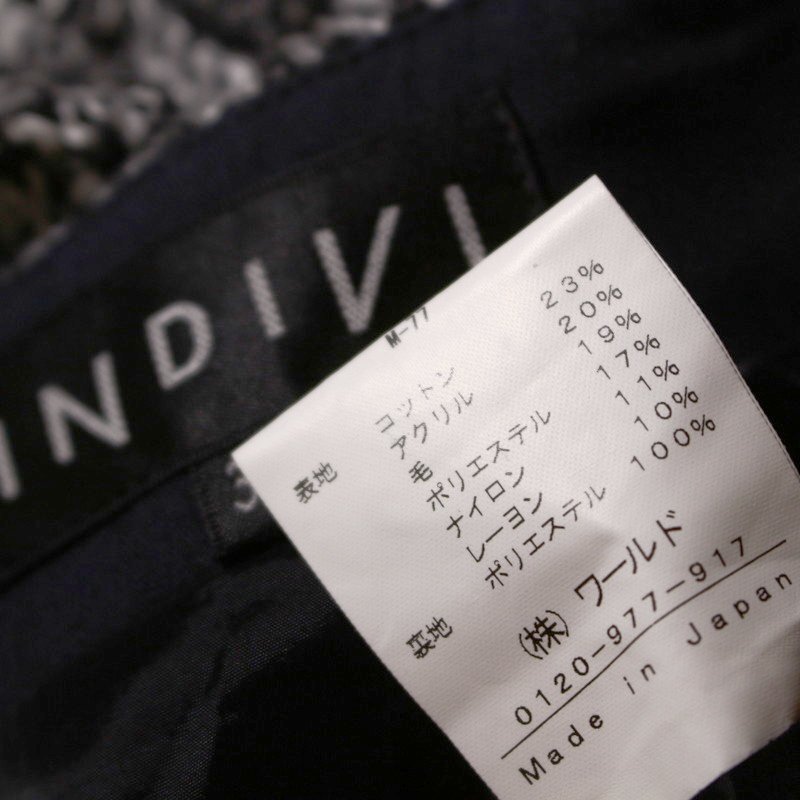 INDIVI
3
M-77
表地 コットン 23%
アクリル 20%
毛 19%
ポリエステル 17%
ナイロン 11%
レーヨン 10%
裏地 ポリエステル 100%
(株) ワールド
0120-977-917
Made in Japan